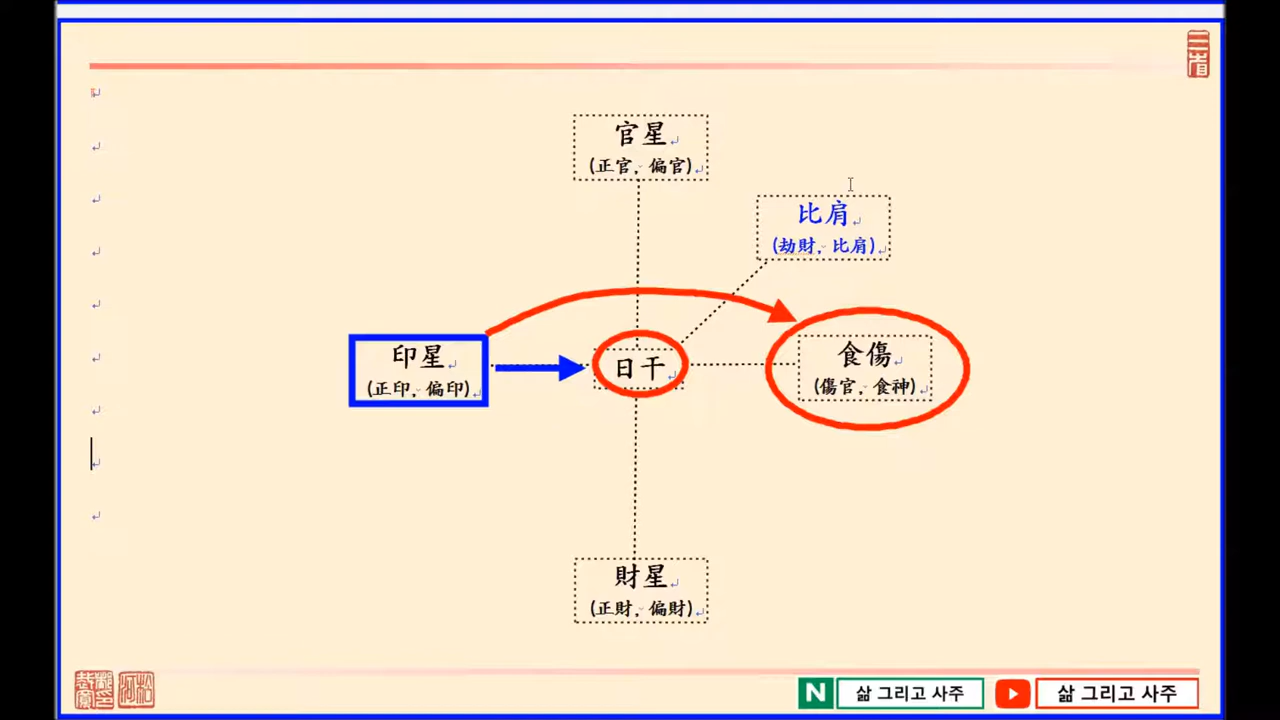 官星
(正官, 偏官)
比肩
(劫財, 比肩)
印星
(正印, 偏印)
日干
食傷
(傷官, 食神)
財星
(正財, 偏財)
N 삶 그리고 사주
삶 그리고 사주